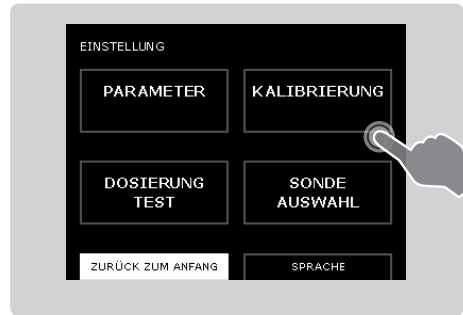 EINSTELLUNG
PARAMETER
KALIBRIERUNG
DOSIERUNG
TEST
SONDE
AUSWAHL
ZURÜCK ZUM ANFANG
SPRACHE